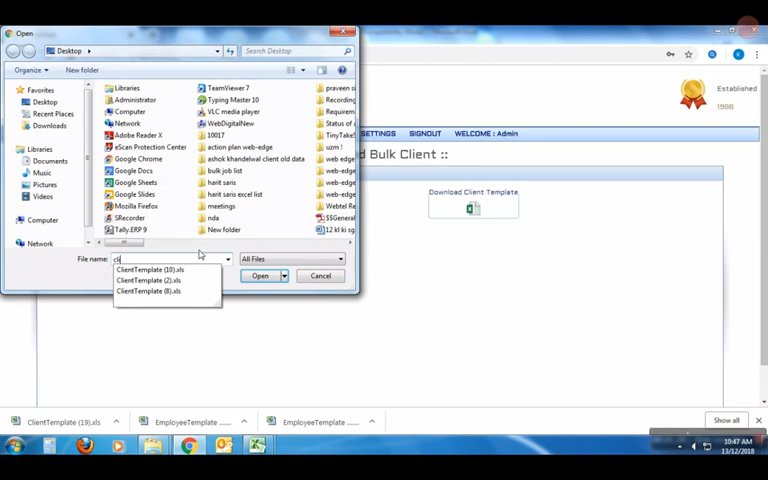 Open
Desktop
Search Desktop
Organize
New folder
Favorites
Desktop
Recent Places
Downloads
Libraries
Documents
Music
Pictures
Videos
Computer
Network
Libraries
Administrator
Computer
Network
Adobe Reader X
eScan Protection Center
Google Chrome
Google Docs
Google Sheets
Google Slides
Mozilla Firefox
SRecorder
Tally.ERP 9
TeamViewer 7
Typing Master 10
VLC media player
WebDigitalNew
10017
action plan web-edge
ashok khandelwal client old data
bulk job list
harit saris
harit saris excel list
meetings
nda
New folder
praveen s
Recording
Requirem
Status of a
TinyTakeS
uzm !
web edge
web-edge
web-edge
web-edge
Webtel Re
$$General
12 kl ki sg
File name:
cli
All Files
ClientTemplate (10).xls
ClientTemplate (2).xls
ClientTemplate (8).xls
Open
Cancel
K
Established
1986
SETTINGS
SIGNOUT
WELCOME : Admin
d Bulk Client ::
Download Client Template
ClientTemplate (19).xls
EmployeeTemplate ......
EmployeeTemplate ....
Show all
10:47 AM
13/12/2018